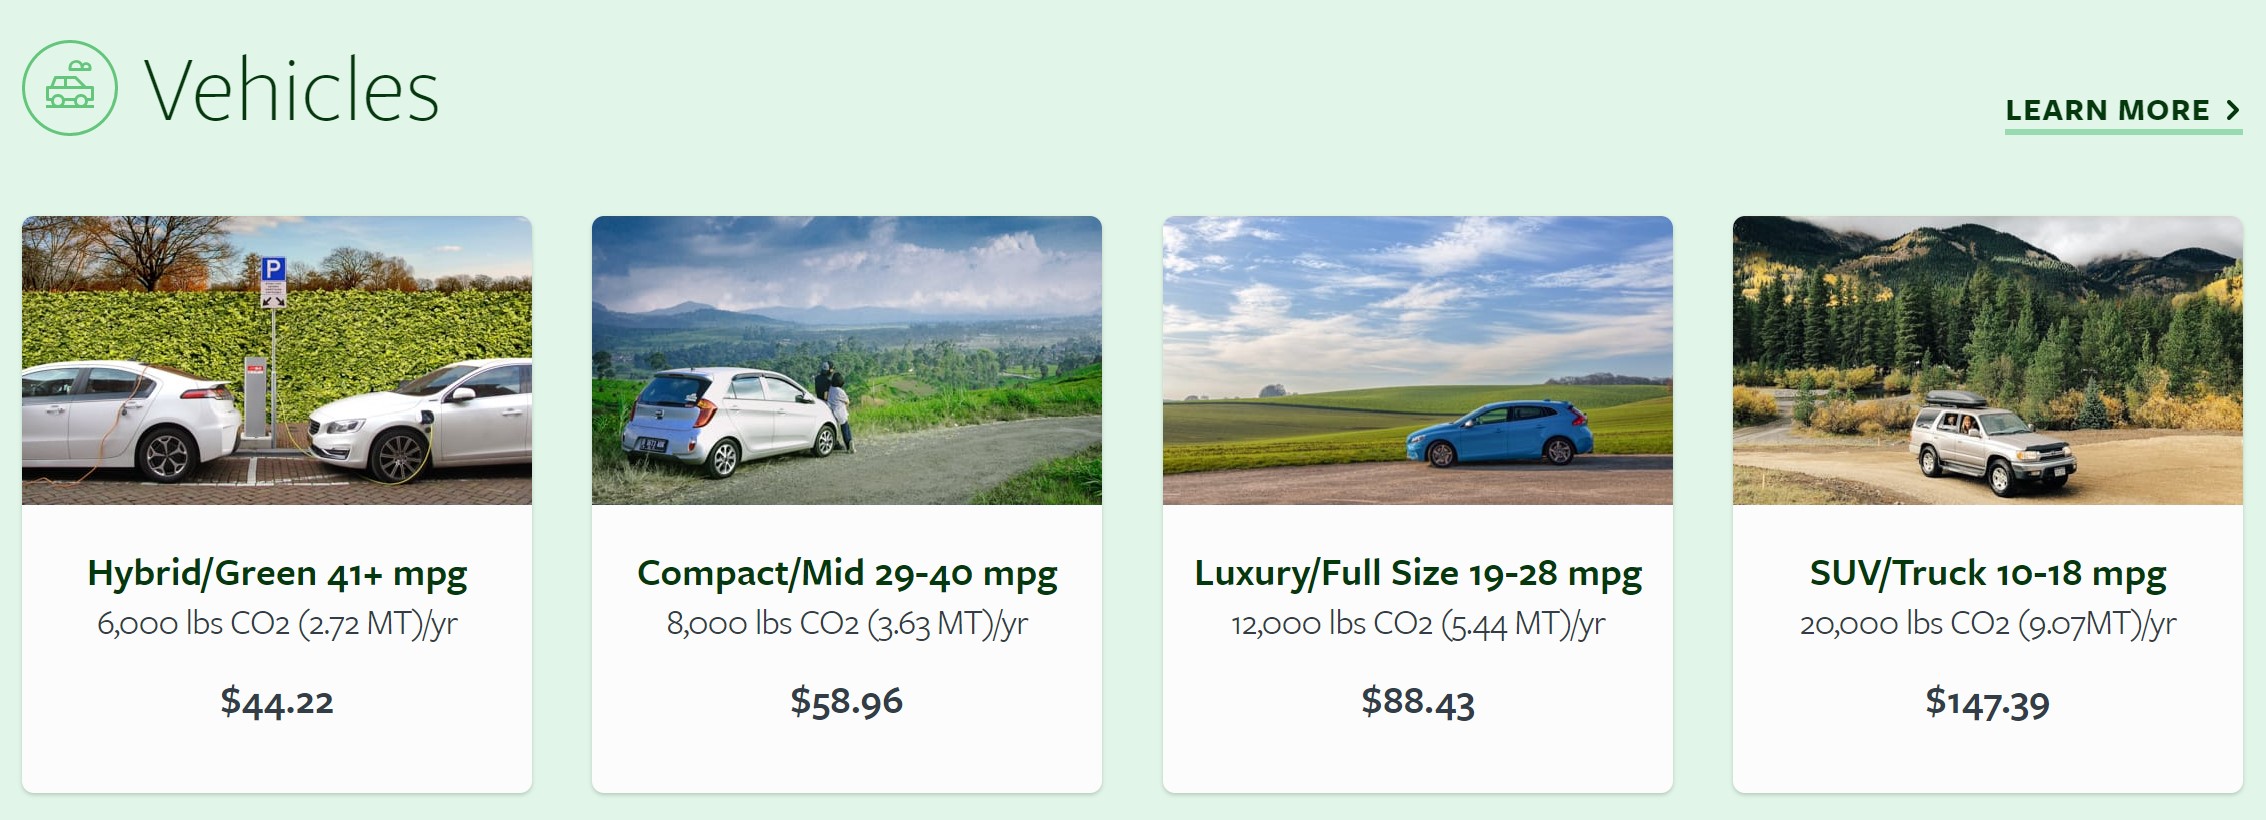 Vehicles
LEARN MORE >
P
Hybrid/Green 41+ mpg
6,000 lbs CO2 (2.72 MT)/yr
$44.22
Compact/Mid 29-40 mpg
8,000 lbs CO2 (3.63 MT)/yr
$58.96
Luxury/Full Size 19-28 mpg
12,000 lbs CO2 (5.44 MT)/yr
$88.43
SUV/Truck 10-18 mpg
20,000 lbs CO2 (9.07MT)/yr
$147.39